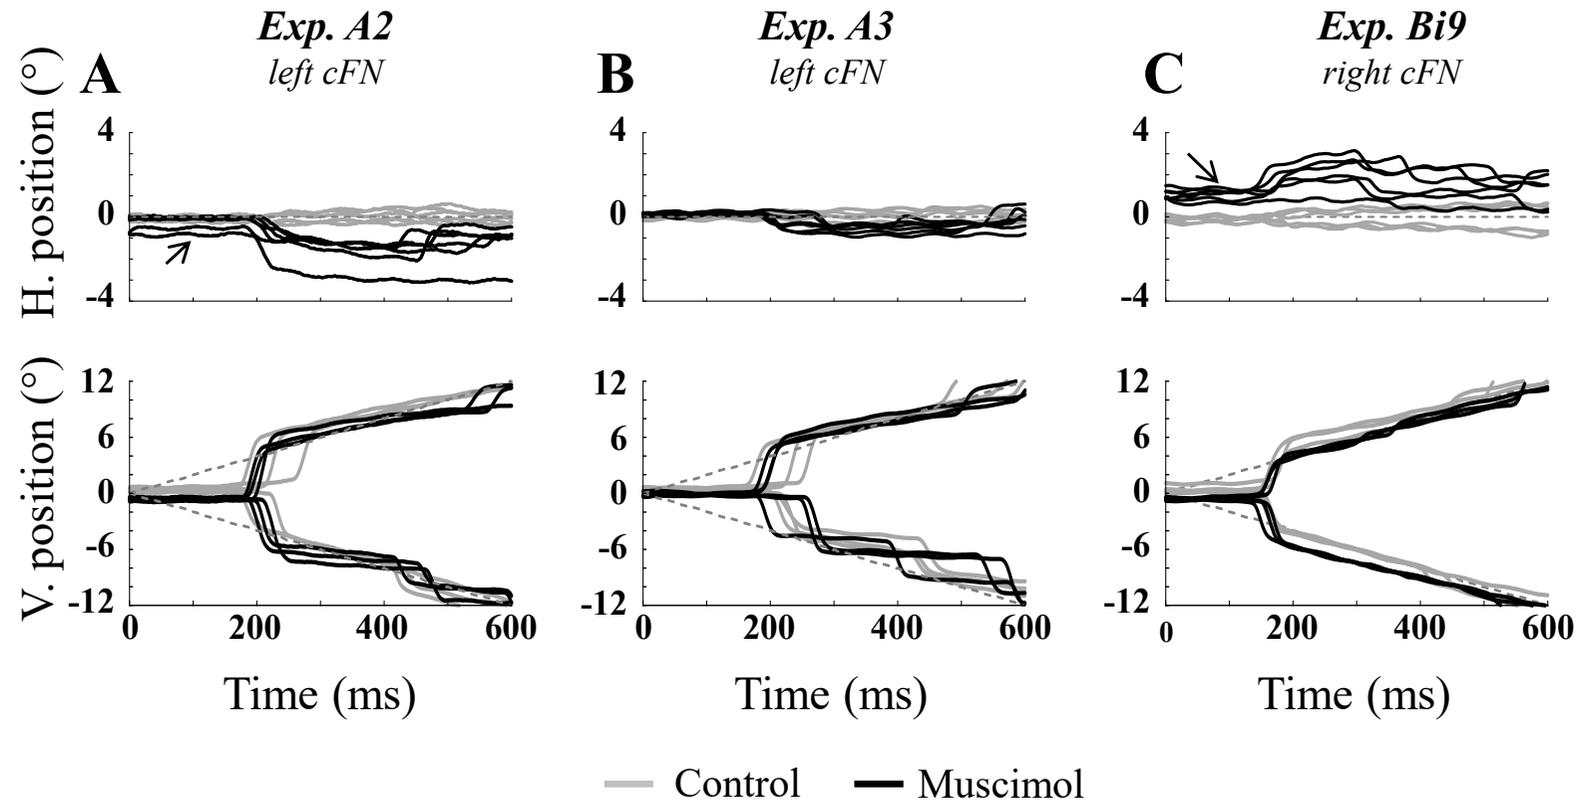 Exp. A2
left cFN
Exp. A3
left cFN
Exp. Bi9
right cFN
A
B
C
H. position (°)
4
0
-4
4
0
-4
4
0
-4
V. position (°)
12
6
0
-6
-12
12
6
0
-6
-12
12
6
0
-6
-12
0 200 400 600
0 200 400 600
0 200 400 600
Time (ms)
Time (ms)
Time (ms)
Control
Muscimol